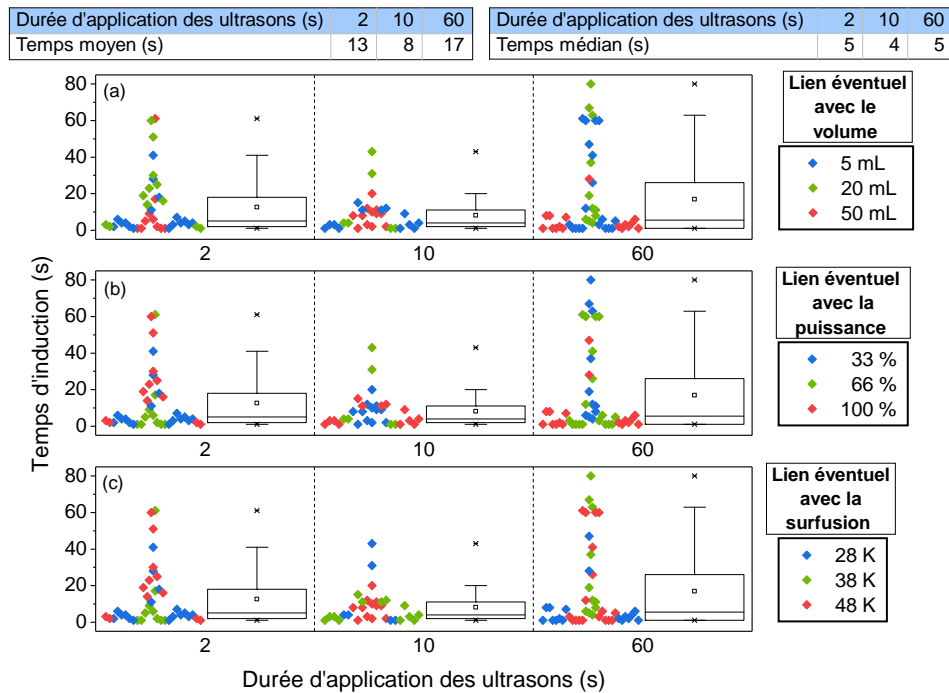 Durée d'application des ultrasons (s) 2 10 60
Temps moyen (s) 13 8 17
Durée d'application des ultrasons (s) 2 10 60
Temps médian (s) 5 4 5
Temps d'induction (s)
(a)
80
60
40
20
0
2 10 60
Lien éventuel
avec le
volume
5 mL
20 mL
50 mL
(b)
80
60
40
20
0
2 10 60
Lien éventuel
avec la
puissance
33 %
66 %
100 %
(c)
80
60
40
20
0
2 10 60
Lien éventuel
avec la
surfusion
28 K
38 K
48 K
Durée d'application des ultrasons (s)